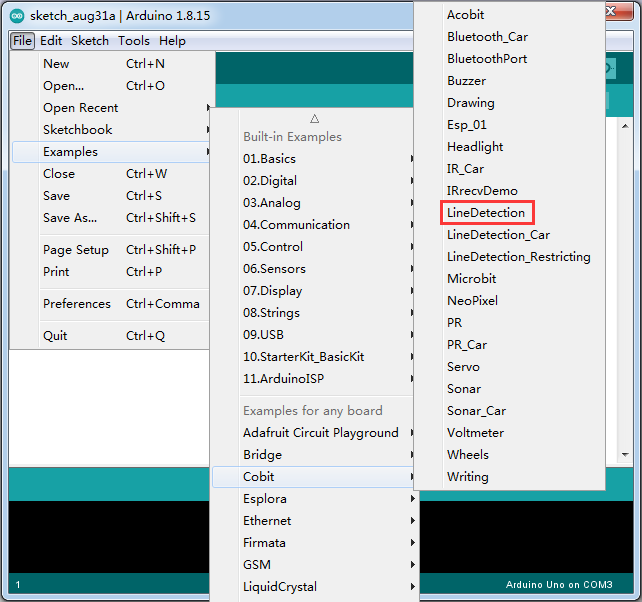 sketch_aug31a | Arduino 1.8.15
File Edit Sketch Tools Help
New Ctrl+N
Open... Ctrl+O
Open Recent
Sketchbook
Examples
Close Ctrl+W
Save Ctrl+S
Save As... Ctrl+Shift+S
Page Setup Ctrl+Shift+P
Print Ctrl+P
Preferences Ctrl+Comma
Quit Ctrl+Q
Built-in Examples
01.Basics
02.Digital
03.Analog
04.Communication
05.Control
06.Sensors
07.Display
08.Strings
09.USB
10.StarterKit_BasicKit
11.ArduinoISP
Examples for any board
Adafruit Circuit Playground
Bridge
Cobit
Esplora
Ethernet
Firmata
GSM
LiquidCrystal
Acobit
Bluetooth_Car
BluetoothPort
Buzzer
Drawing
Esp_01
Headlight
IR_Car
IRrecvDemo
LineDetection
LineDetection_Car
LineDetection_Restricting
Microbit
NeoPixel
PR
PR_Car
Servo
Sonar
Sonar_Car
Voltmeter
Wheels
Writing
1
Arduino Uno on COM3